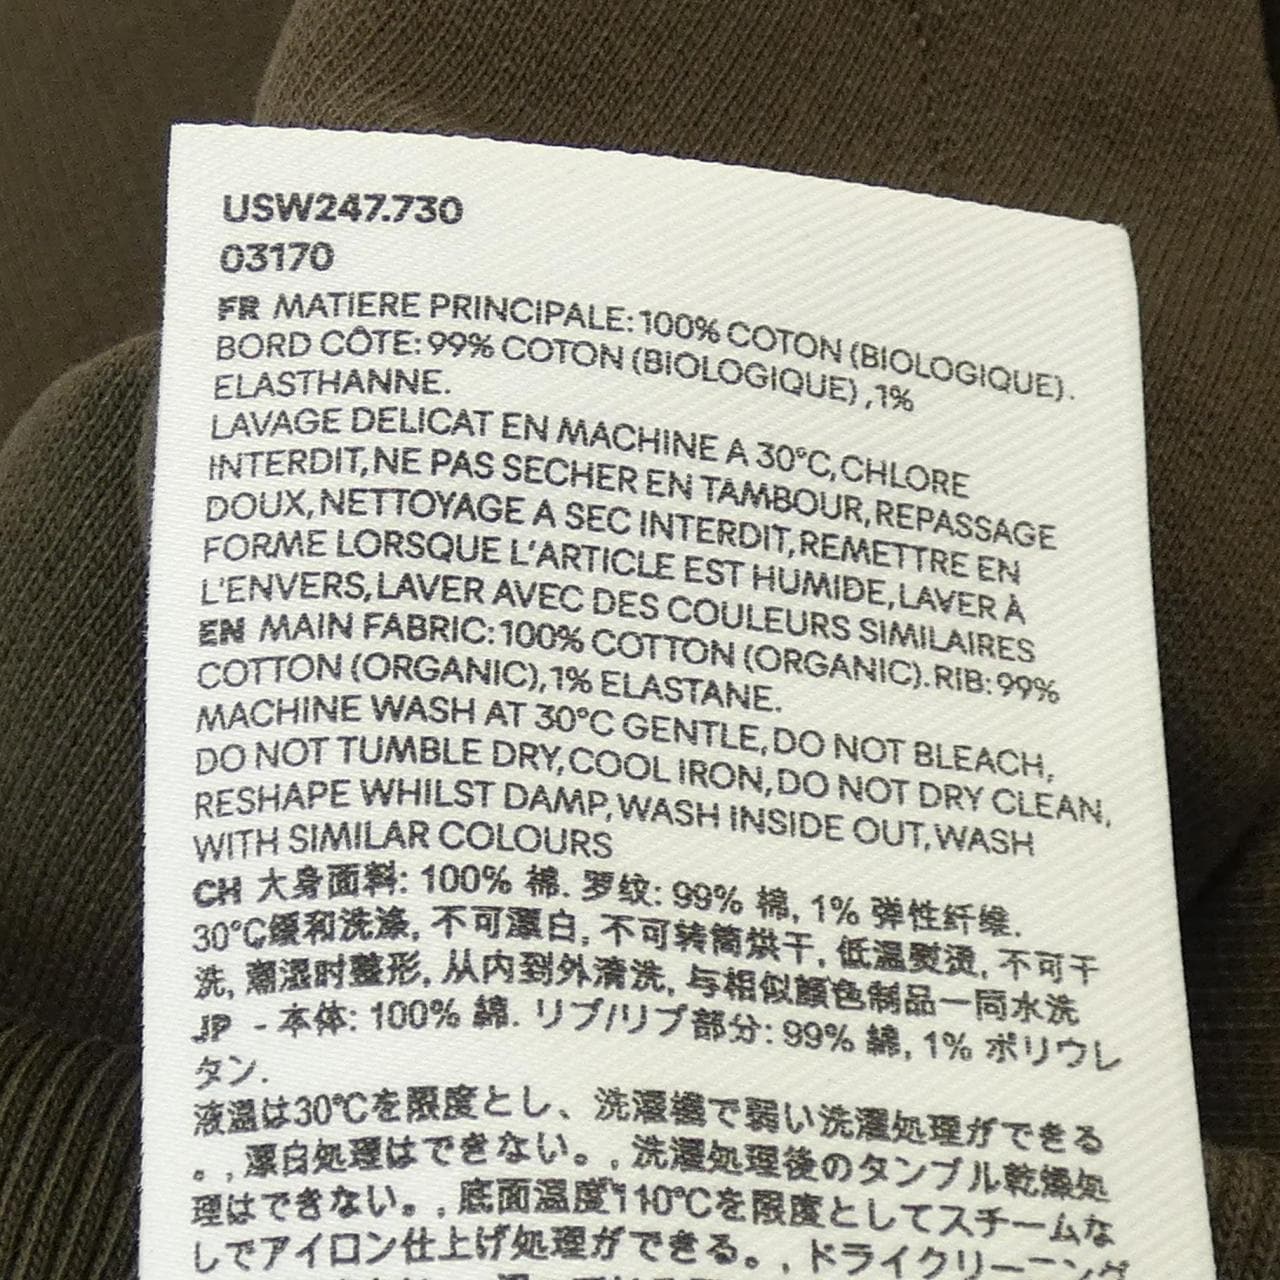 USW247.730
03170
FR MATIERE PRINCIPALE: 100% COTON (BIOLOGIQUE).
BORD CÔTE: 99% COTON (BIOLOGIQUE) ,1%
ELASTHANNE.
LAVAGE DELICAT EN MACHINE A 30°C,CHLORE
INTERDIT,NE PAS SECHER EN TAMBOUR,REPASSAGE
DOUX,NETTOYAGE A SEC INTERDIT,REMETTRE EN
FORME LORSQUE L'ARTICLE EST HUMIDE,LAVER À
L'ENVERS,LAVER AVEC DES COULEURS SIMILAIRES
EN MAIN FABRIC: 100% COTTON (ORGANIC). RIB: 99%
COTTON (ORGANIC), 1% ELASTANE.
MACHINE WASH AT 30°C GENTLE,DO NOT BLEACH,
DO NOT TUMBLE DRY,COOL IRON,DO NOT DRY CLEAN,
RESHAPE WHILST DAMP,WASH INSIDE OUT,WASH
WITH SIMILAR COLOURS
CH 大身面料: 100% 棉. 罗纹: 99% 棉, 1% 弹性纤维.
30°C缓和洗涤, 不可漂白, 不可转筒烘干, 低温熨烫, 不可干
洗, 潮湿时整形, 从内到外清洗, 与相似颜色制品一同水洗
JP - 本体: 100% 綿. リブ/リブ部分: 99% 綿, 1% ポリウレ
タン.
液温は30°Cを限度とし、洗濯機で弱い洗濯処理ができる
。, 漂白処理はできない。, 洗濯処理後のタンブル乾燥処
理はできない。, 底面温度110°Cを限度としてスチームな
しでアイロン仕上げ処理ができる。, ドライクリーニング